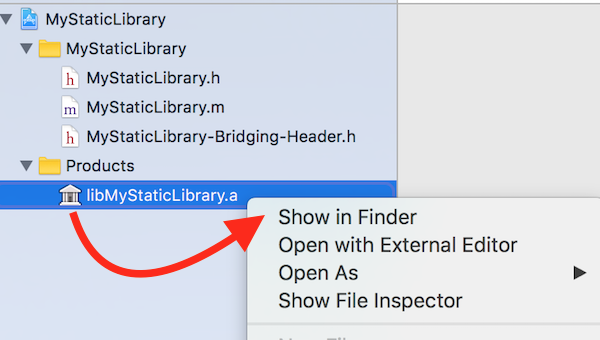 MyStaticLibrary
MyStaticLibrary
h MyStaticLibrary.h
m MyStaticLibrary.m
h MyStaticLibrary-Bridging-Header.h
Products
libMyStaticLibrary.a
Show in Finder
Open with External Editor
Open As
Show File Inspector